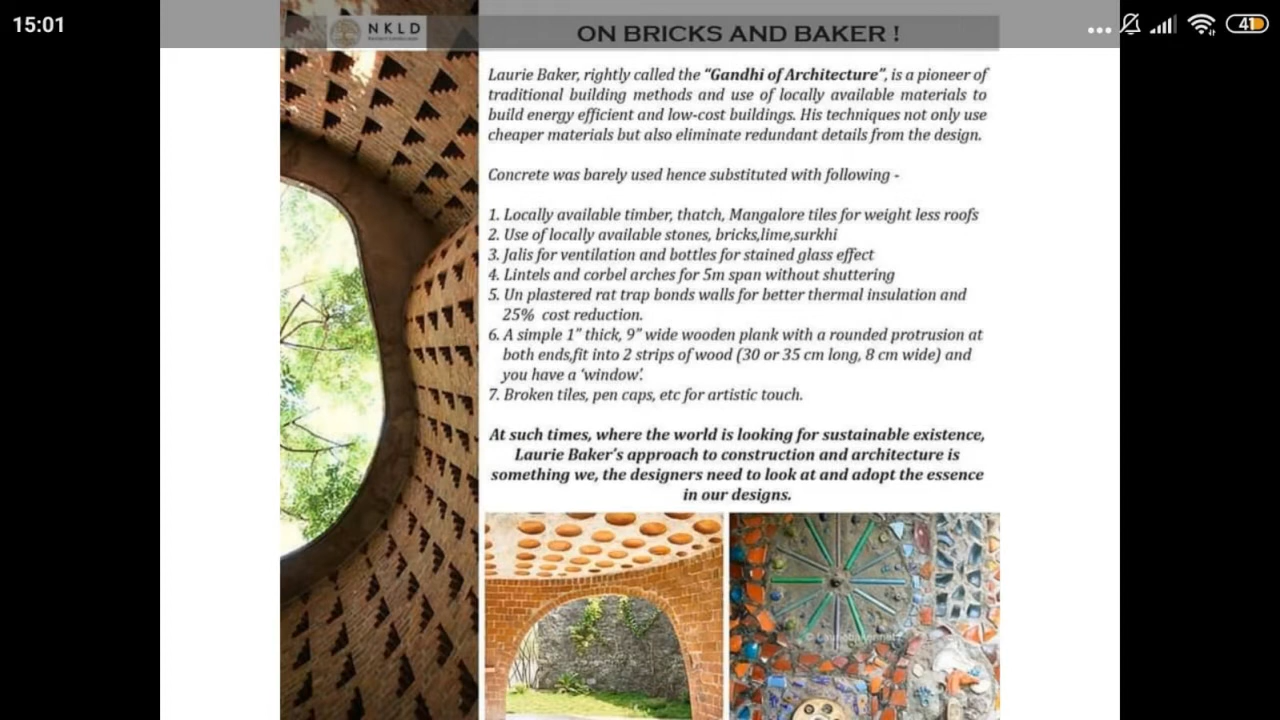 15:01
41
NKLD
ON BRICKS AND BAKER !
Laurie Baker, rightly called the “Gandhi of Architecture”, is a pioneer of
traditional building methods and use of locally available materials to
build energy efficient and low-cost buildings. His techniques not only use
cheaper materials but also eliminate redundant details from the design.
Concrete was barely used hence substituted with following -
1. Locally available timber, thatch, Mangalore tiles for weight less roofs
2. Use of locally available stones, bricks,lime,surkhi
3. Jalis for ventilation and bottles for stained glass effect
4. Lintels and corbel arches for 5m span without shuttering
5. Un plastered rat trap bonds walls for better thermal insulation and
25% cost reduction.
6. A simple 1” thick, 9” wide wooden plank with a rounded protrusion at
both ends,fit into 2 strips of wood (30 or 35 cm long, 8 cm wide) and
you have a ‘window’.
7. Broken tiles, pen caps, etc for artistic touch.
At such times, where the world is looking for sustainable existence,
Laurie Baker’s approach to construction and architecture is
something we, the designers need to look at and adopt the essence
in our designs.